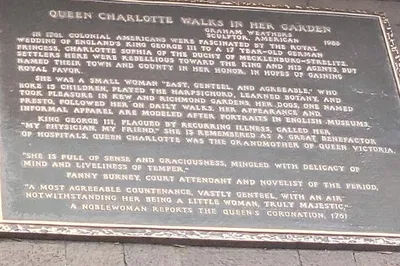 QUEEN CHARLOTTE WALKS IN HER GARDEN
GRAHAM WEATHERS
SCULPTOR, AMERICAN
IN 1761, COLONIAL AMERICANS WERE FASCINATED BY THE ROYAL
WEDDING OF ENGLAND'S KING GEORGE III TO A 17 YEAR-OLD GERMAN
PRINCESS, CHARLOTTE SOPHIA OF THE DUCHY OF MECKLENBURG-STRELITZ.
SETTLERS HERE WERE REBELLIOUS TOWARD THE KING AND HIS AGENTS, BUT
NAMED THEIR TOWN AND COUNTY IN HER HONOR, IN HOPES OF GAINING
ROYAL FAVOR.
SHE WAS A SMALL WOMAN "EASY, GENTEEL, AND AGREEABLE," WHO
BORE 15 CHILDREN, PLAYED THE HARPSICHORD, LEARNED BOTANY, AND
TOOK PLEASURE IN KEW AND RICHMOND GARDENS. HER DOGS, ONE NAMED
PRESTO, FOLLOWED HER ON DAILY WALKS. HER APPEARANCE AND
INFORMAL APPAREL ARE MODELED AFTER PORTRAITS IN ENGLISH MUSEUMS.
KING GEORGE III, PLAGUED BY RECURRING ILLNESS, CALLED HER
"MY PHYSICIAN, MY FRIEND." SHE IS REMEMBERED AS A GREAT BENEFACTOR
OF HOSPITALS. QUEEN CHARLOTTE WAS THE GRANDMOTHER OF QUEEN VICTORIA.
"SHE IS FULL OF SENSE AND GRACIOUSNESS, MINGLED WITH DELICACY OF
MIND AND LIVELINESS OF TEMPER."
FANNY BURNEY, COURT ATTENDANT AND NOVELIST OF THE PERIOD.
"A MOST AGREEABLE COUNTENANCE, VASTLY GENTEEL, WITH AN AIR,
NOTWITHSTANDING HER BEING A LITTLE WOMAN, TRULY MAJESTIC."
A NOBLEWOMAN REPORTS THE QUEEN'S CORONATION, 1761